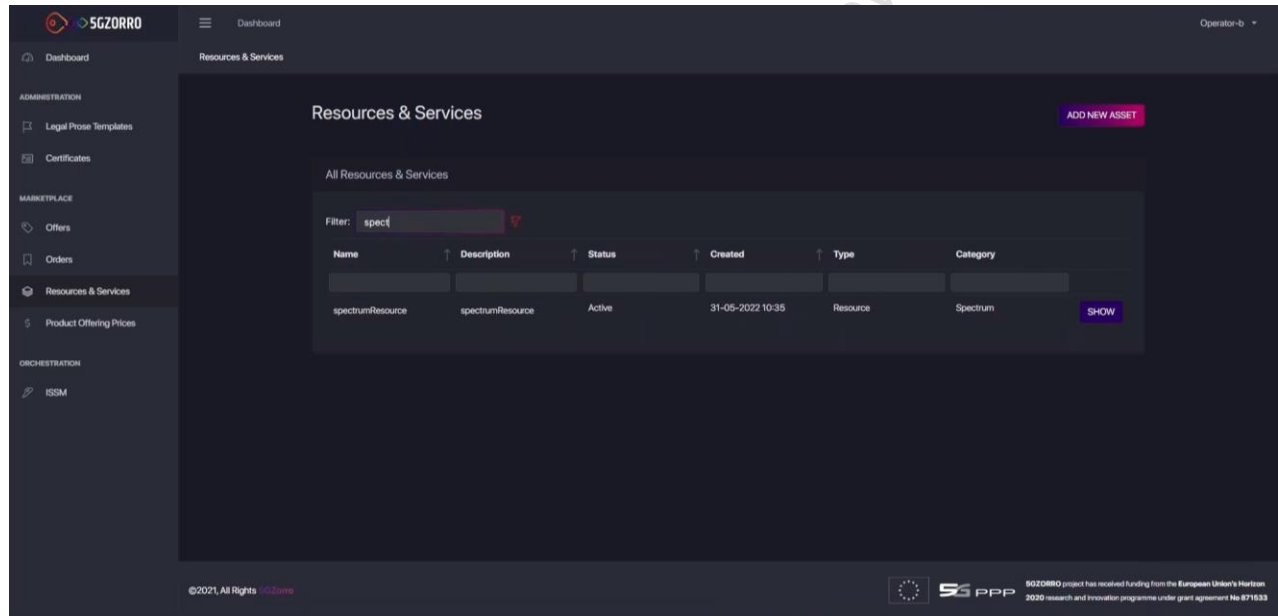 5GZORRO
Dashboard
Operator-b
Dashboard
Resources & Services
ADMINISTRATION
Legal Prose Templates
Certificates
MARKETPLACE
Offers
Orders
Resources & Services
Product Offering Prices
ORCHESTRATION
ISSM
Resources & Services
ADD NEW ASSET
All Resources & Services
Filter: spect
Name Description Status Created Type Category
spectrumResource spectrumResource Active 31-05-2022 10:35 Resource Spectrum SHOW
©2021, All Rights 5GZorro
5G PPP
5GZORRO project has received funding from the European Union's Horizon
2020 research and innovation programme under grant agreement No 871533